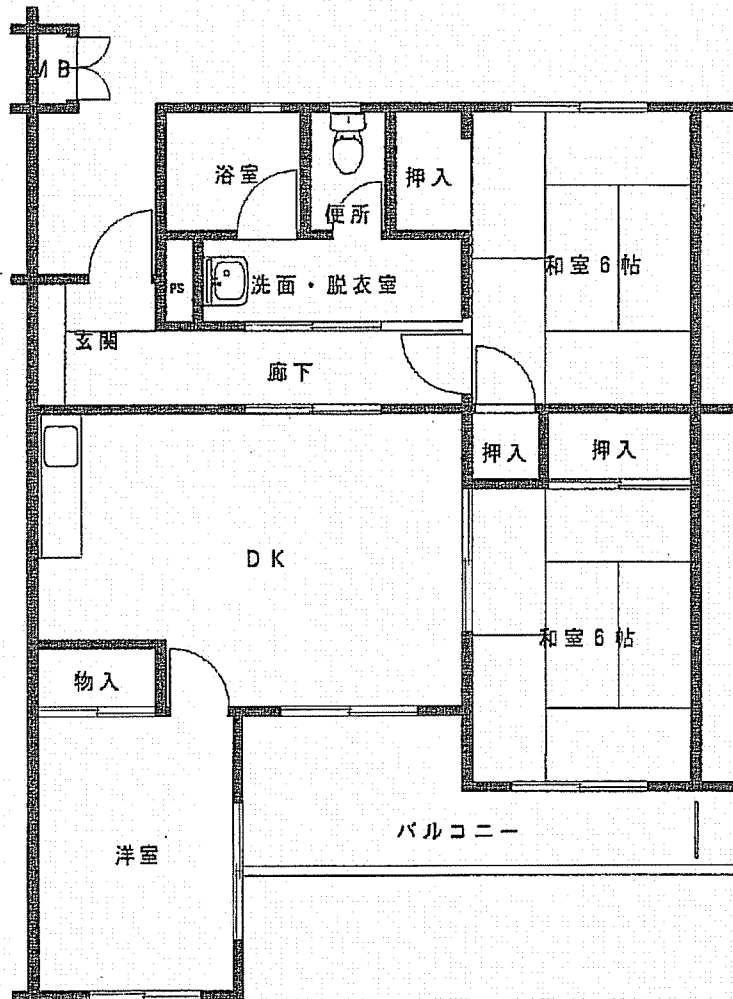 MB
浴室
便所
押入
和室6帖
PS
洗面・脱衣室
玄関
廊下
押入
押入
DK
和室6帖
物入
洋室
バルコニー